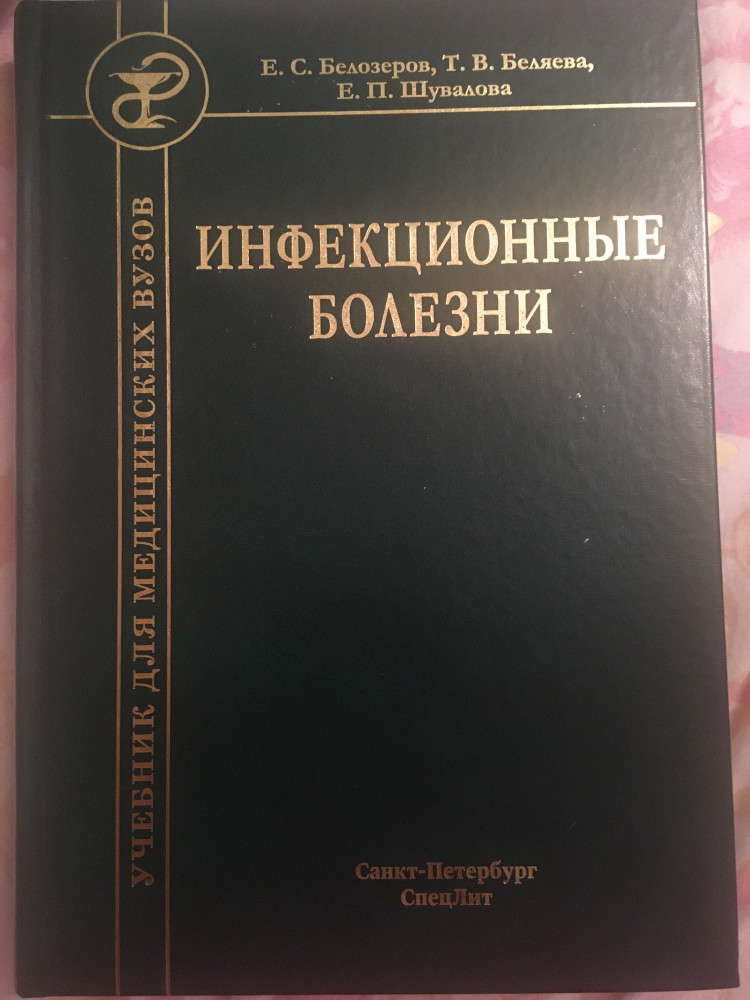 Е. С. Белозеров, Т. В. Беляева,
Е. П. Шувалова
ИНФЕКЦИОННЫЕ
БОЛЕЗНИ
УЧЕБНИК ДЛЯ МЕДИЦИНСКИХ ВУЗОВ
Санкт-Петербург
СпецЛит